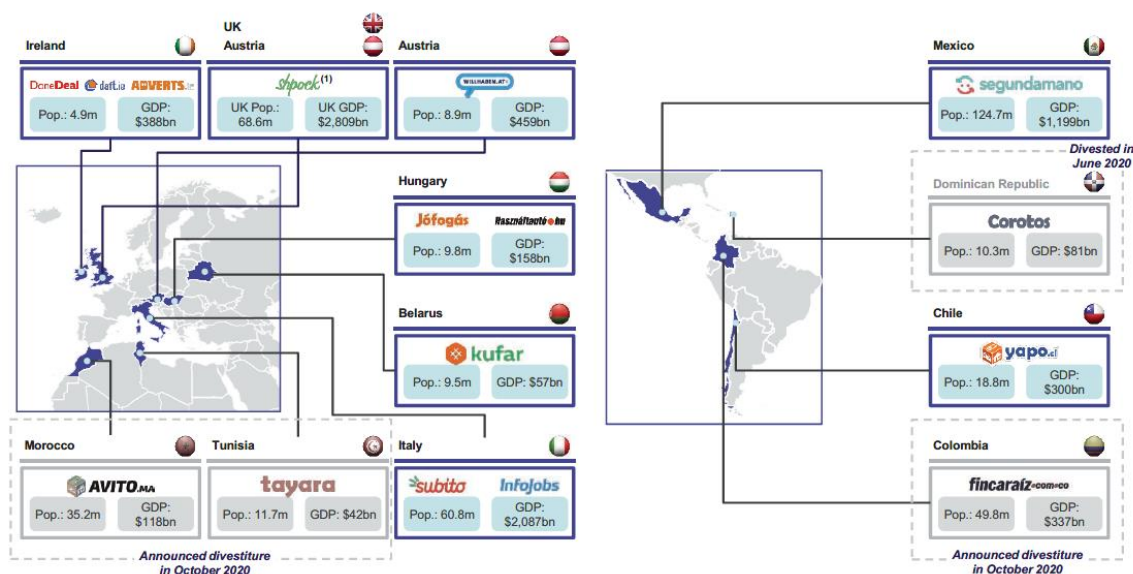 UK
Ireland
Austria
Austria
DoneDeal daft.ie ADVERTS.ie
shpock(1)
WILLHABEN.AT
Pop.: 4.9m
GDP:
$388bn
UK Pop.:
68.6m
UK GDP:
$2,809bn
Pop.: 8.9m
GDP:
$459bn
Hungary
Jófogás
Használtautó.hu
Pop.: 9.8m
GDP:
$158bn
Belarus
kufar
Pop.: 9.5m
GDP: $57bn
Morocco
Tunisia
Italy
AVITO.MA
tayara
subito
InfoJobs
Pop.: 35.2m
GDP:
$118bn
Pop.: 11.7m
GDP: $42bn
Pop.: 60.8m
GDP:
$2,087bn
Announced divestiture
in October 2020
Mexico
segundamano
Pop.: 124.7m
GDP:
$1,199bn
Divested in
June 2020
Dominican Republic
Corotos
Pop.: 10.3m
GDP: $81bn
Chile
yapo.cl
Pop.: 18.8m
GDP:
$300bn
Colombia
fincaraíz.com.co
Pop.: 49.8m
GDP:
$337bn
Announced divestiture
in October 2020